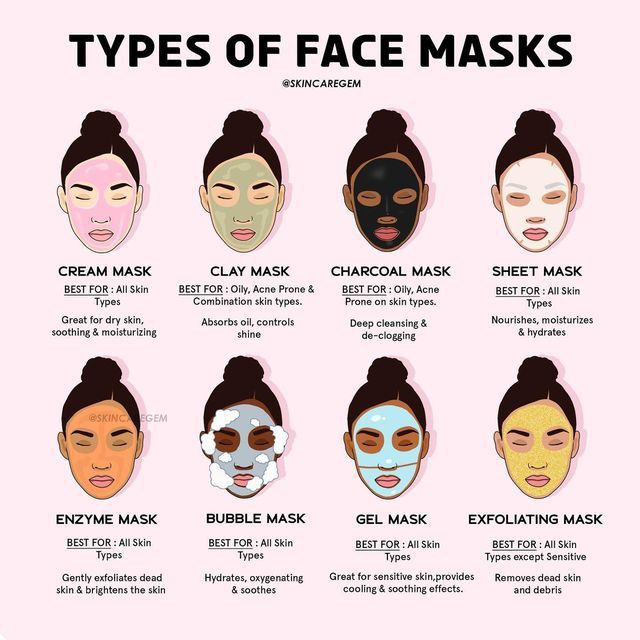 TYPES OF FACE MASKS
@SKINCAREGEM
CREAM MASK
BEST FOR : All Skin
Types
Great for dry skin,
soothing & moisturizing
CLAY MASK
BEST FOR : Oily, Acne Prone &
Combination skin types.
Absorbs oil, controls
shine
CHARCOAL MASK
BEST FOR : Oily, Acne
Prone on skin types.
Deep cleansing &
de-clogging
SHEET MASK
BEST FOR : All Skin
Types
Nourishes, moisturizes
& hydrates
@SKINCAREGEM
ENZYME MASK
BEST FOR : All Skin
Types
Gently exfoliates dead
skin & brightens the skin
BUBBLE MASK
BEST FOR : All Skin
Types
Hydrates, oxygenating
& soothes
GEL MASK
BEST FOR : All Skin
Types
Great for sensitive skin,provides
cooling & soothing effects.
EXFOLIATING MASK
BEST FOR : All Skin
Types except Sensitive
Removes dead skin
and debris